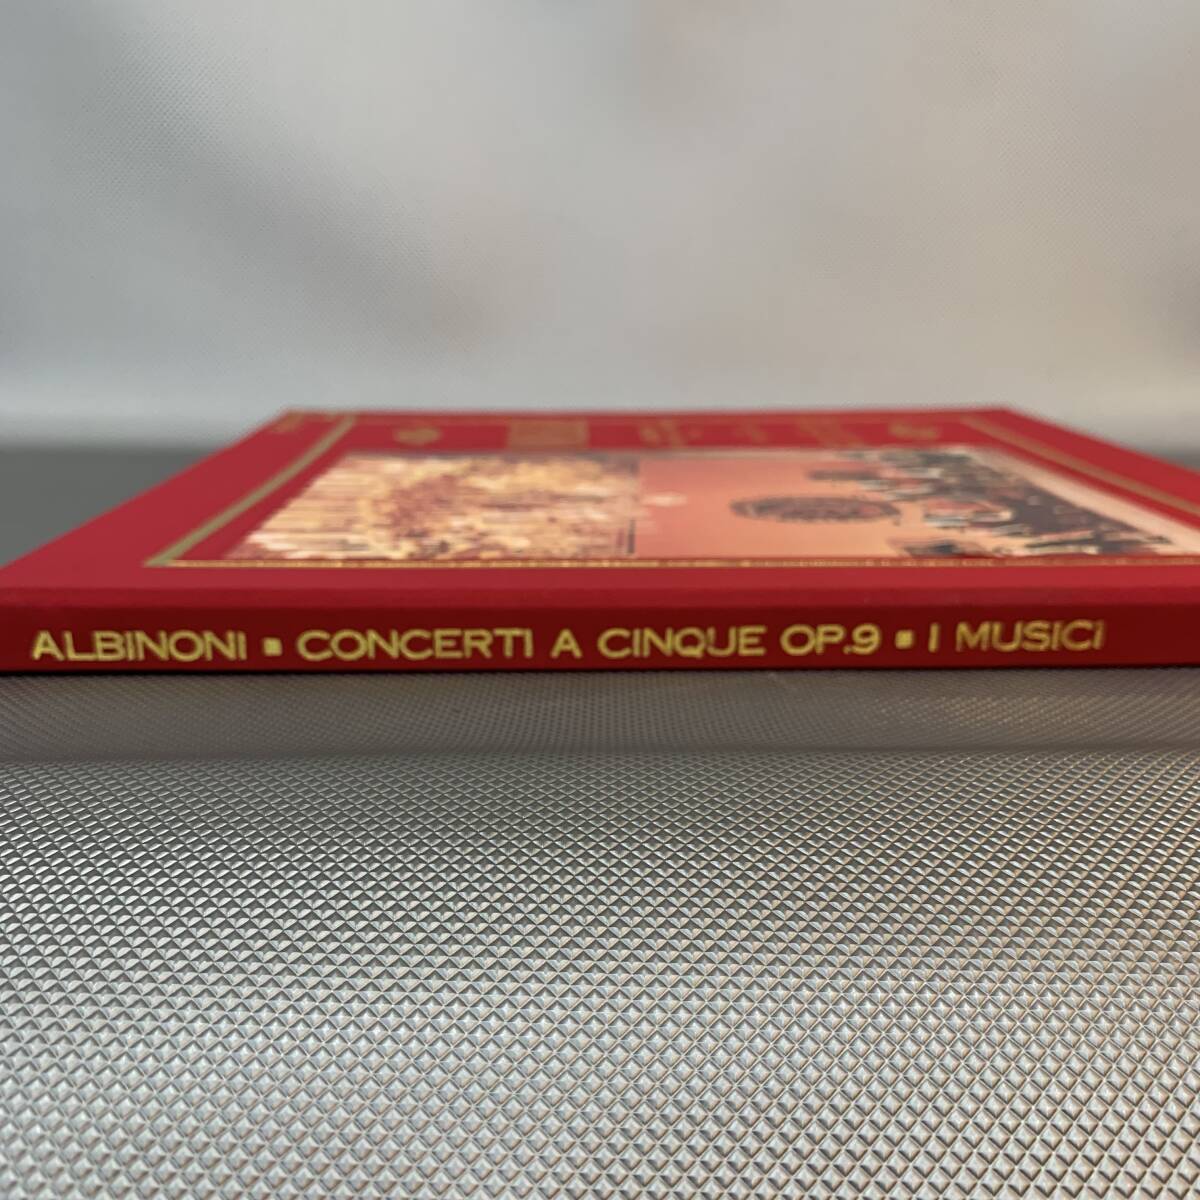 ALBINONI ▪ CONCERTI A CINQUE OP.9 ▪ I MUSICI